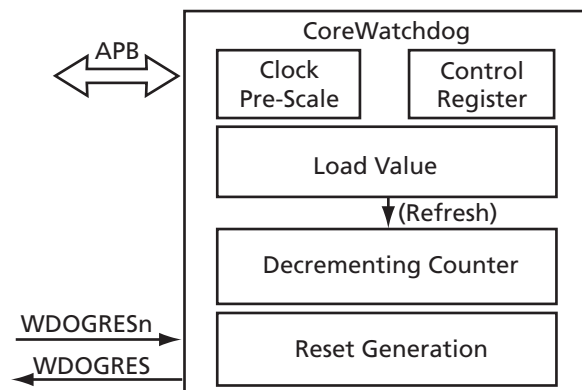 CoreWatchdog
APB
Clock
Pre-Scale
Control
Register
Load Value
(Refresh)
Decrementing Counter
WDOGRESn
WDOGRES
Reset Generation